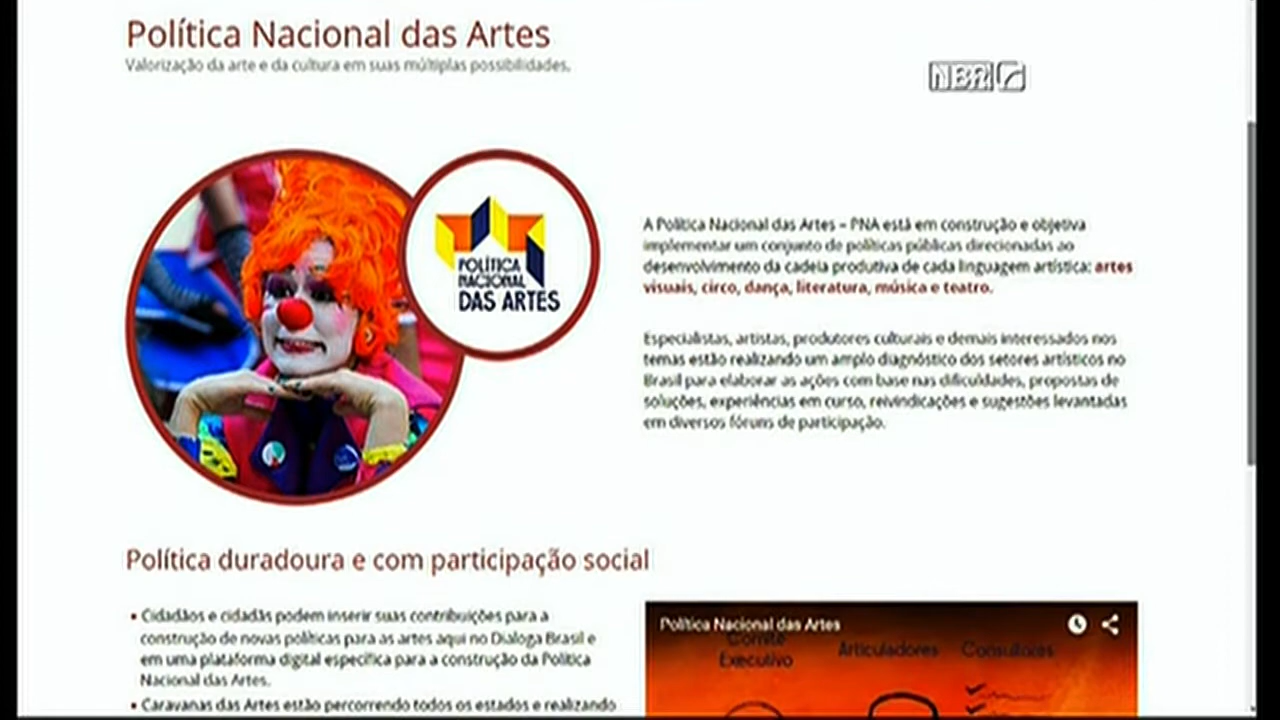 Política Nacional das Artes
Valorização da arte e da cultura em suas múltiplas possibilidades.
NBR
POLÍTICA
NACIONAL
DAS ARTES
A Política Nacional das Artes – PNA está em construção e objetiva
implementar um conjunto de políticas públicas direcionadas ao
desenvolvimento da cadeia produtiva de cada linguagem artística: artes
visuais, circo, dança, literatura, música e teatro.
Especialistas, artistas, produtores culturais e demais interessados nos
temas estão realizando um amplo diagnóstico dos setores artísticos no
Brasil para elaborar as ações com base nas dificuldades, propostas de
soluções, experiências em curso, reivindicações e sugestões levantadas
em diversos fóruns de participação.
Política duradoura e com participação social
• Cidadãos e cidadãs podem inserir suas contribuições para a
construção de novas políticas para as artes aqui no Dialoga Brasil e
em uma plataforma digital específica para a construção da Política
Nacional das Artes.
• Caravanas das Artes estão percorrendo todos os estados e realizando
Política Nacional das Artes
Comitê
Executivo
Articuladores
Consultores